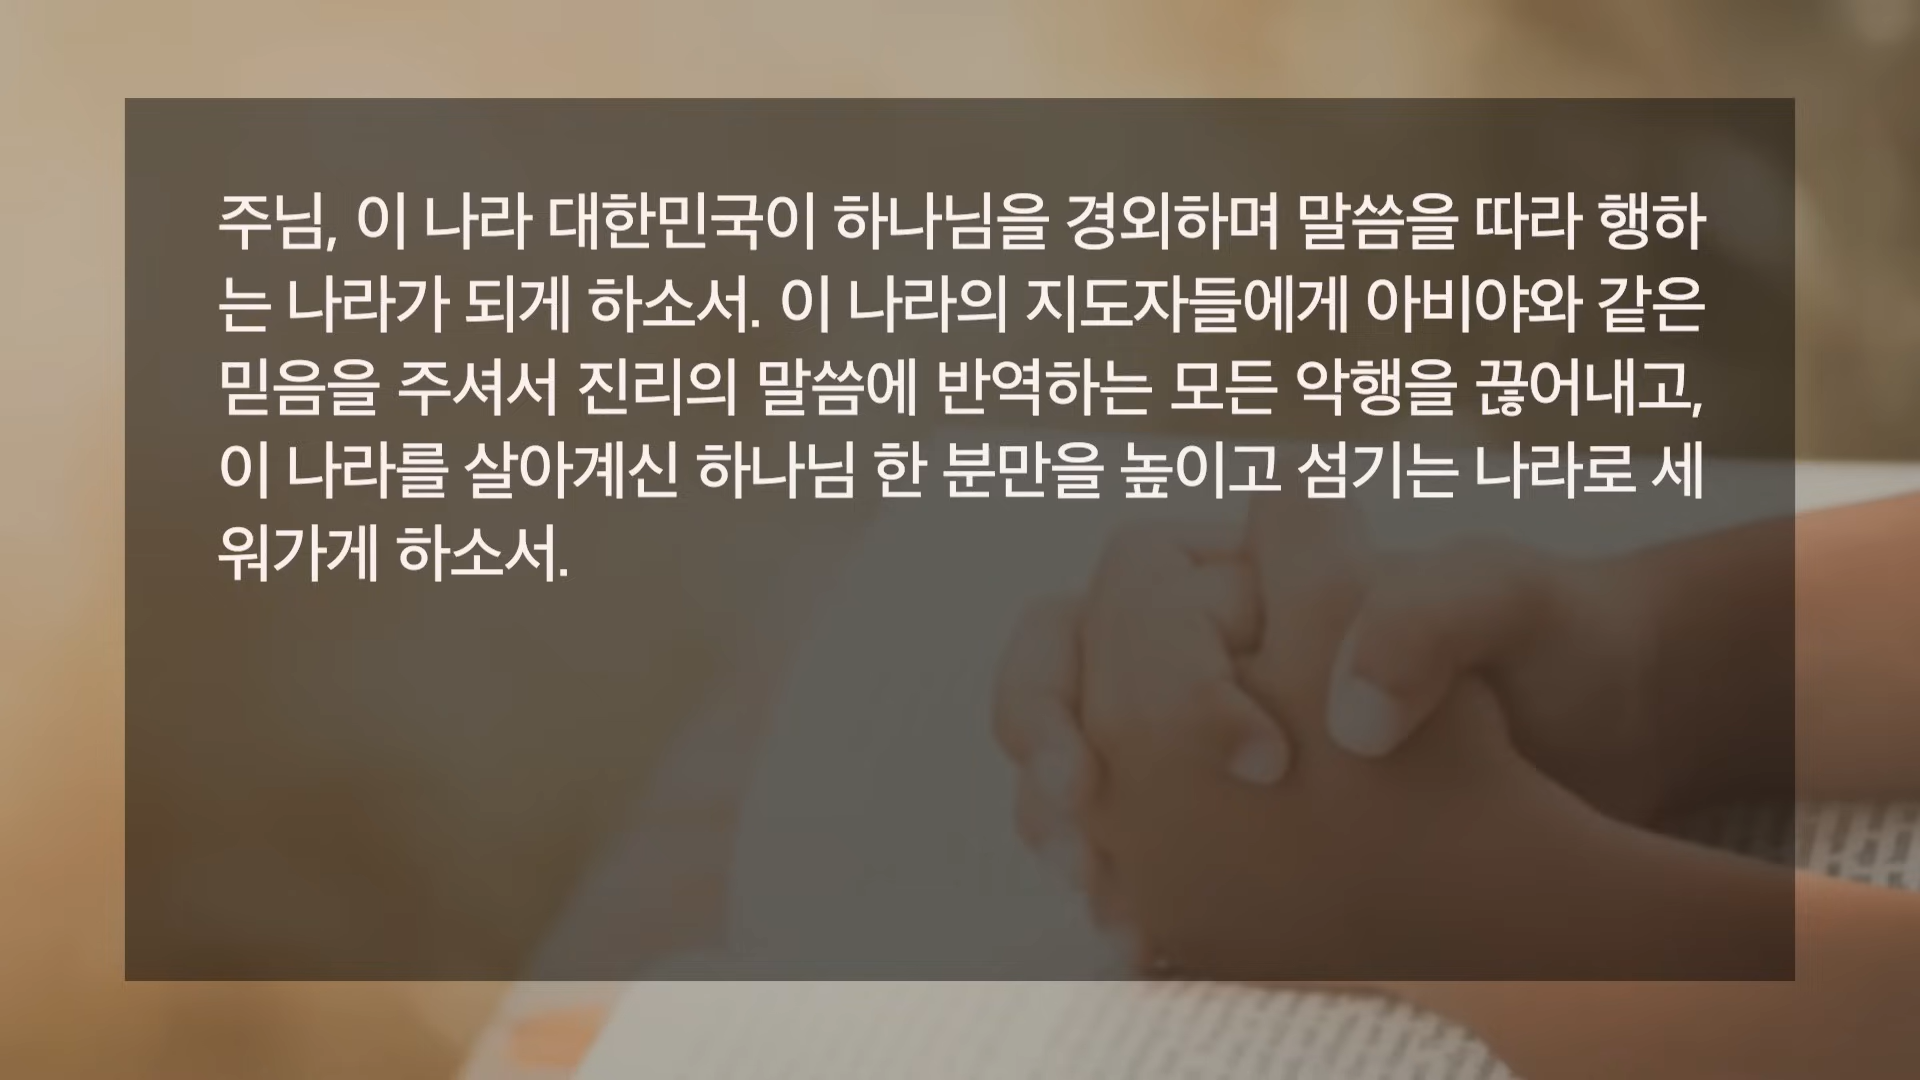 주님, 이 나라 대한민국이 하나님을 경외하며 말씀을 따라 행하
는 나라가 되게 하소서. 이 나라의 지도자들에게 아비야와 같은
믿음을 주셔서 진리의 말씀에 반역하는 모든 악행을 끊어내고,
이 나라를 살아계신 하나님 한 분만을 높이고 섬기는 나라로 세
워가게 하소서.